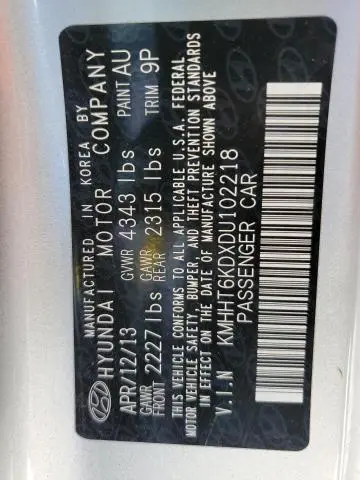 MANUFACTURED IN KOREA BY
HYUNDAI MOTOR COMPANY
APR/12/13 GVWR 4343 lbs PAINT AU
GAWR FRONT 2227 lbs GAWR REAR 2315 lbs TRIM 9P
THIS VEHICLE CONFORMS TO ALL APPLICABLE U.S.A. FEDERAL
MOTOR VEHICLE SAFETY, BUMPER, AND THEFT PREVENTION STANDARDS
IN EFFECT ON THE DATE OF MANUFACTURE SHOWN ABOVE
V.I.N KMHHT6KDXDU102218
PASSENGER CAR